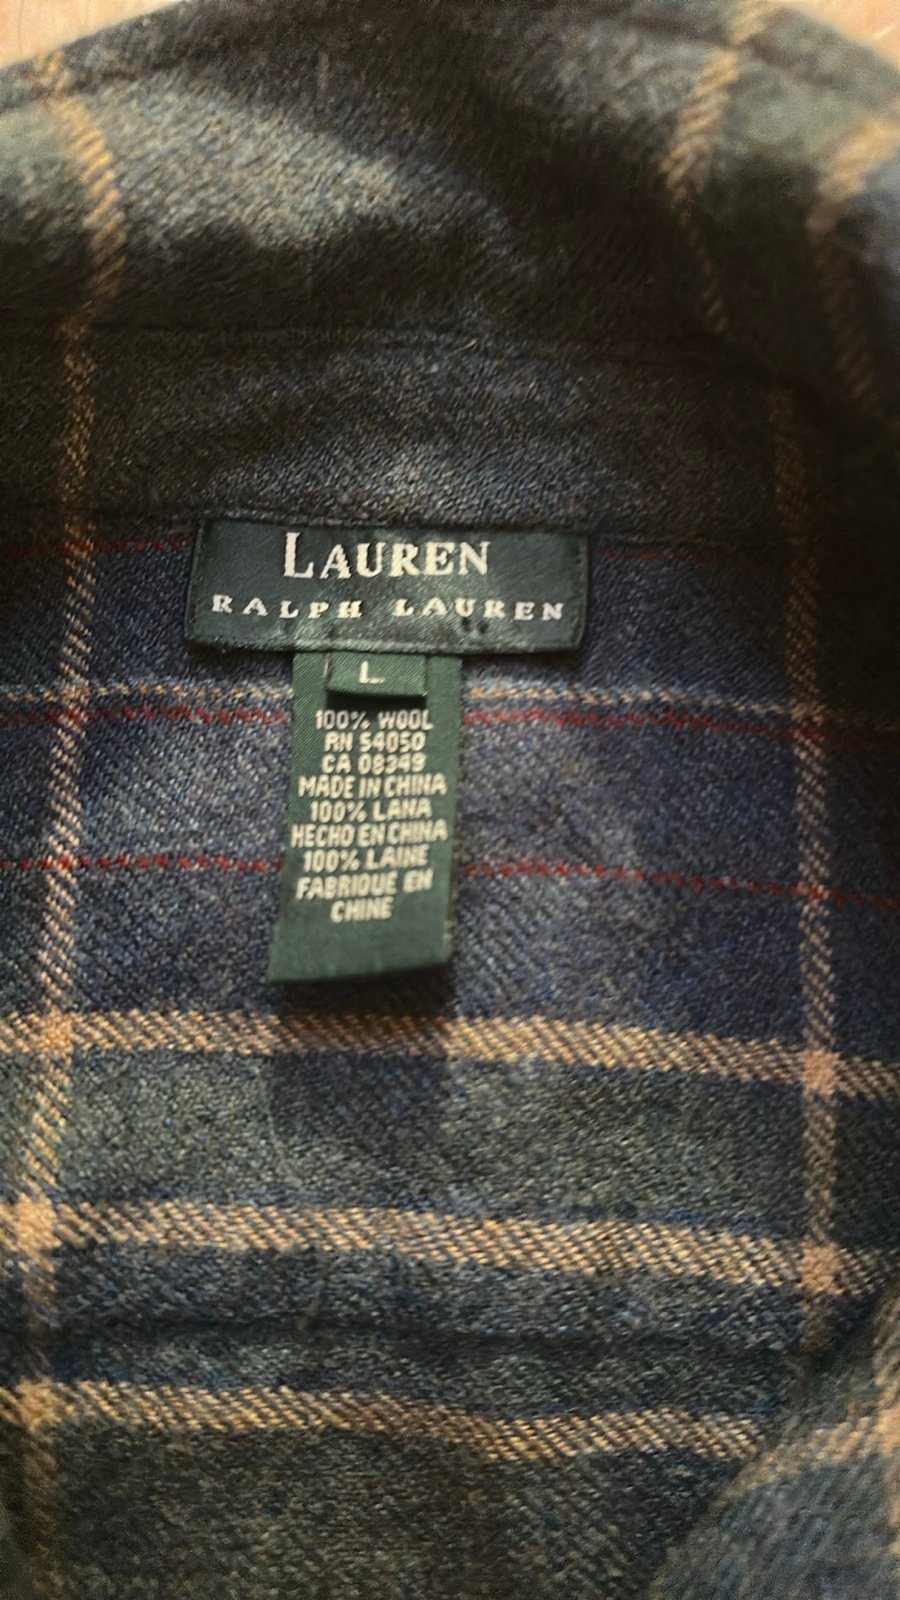 LAUREN
RALPH LAUREN
L
100% WOOL
RN 54050
CA 08349
MADE IN CHINA
100% LANA
HECHO EN CHINA
100% LAINE
FABRIQUE EN
CHINE